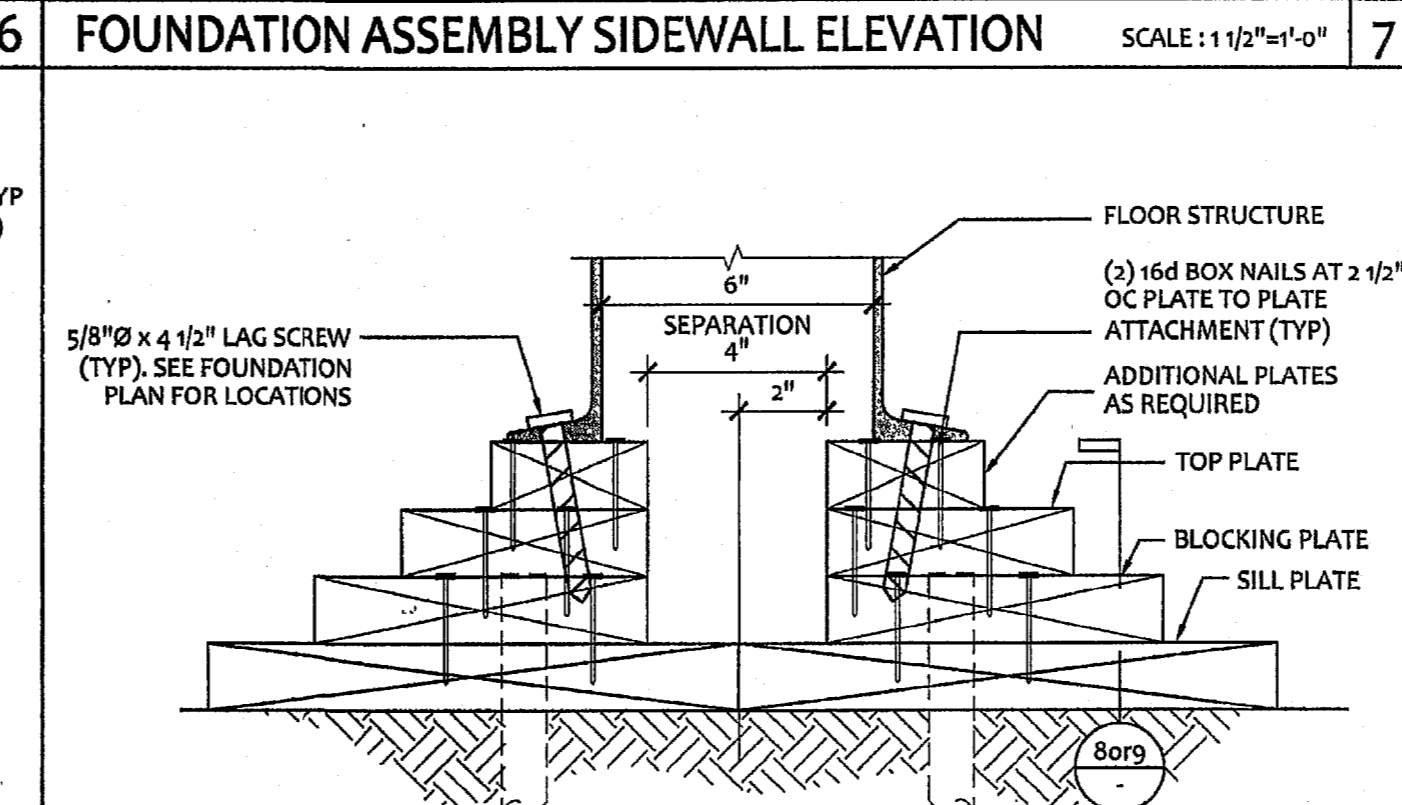 6
FOUNDATION ASSEMBLY SIDEWALL ELEVATION
SCALE : 1 1/2"=1'-0"
7
YP
)
FLOOR STRUCTURE
(2) 16d BOX NAILS AT 2 1/2"
OC PLATE TO PLATE
ATTACHMENT (TYP)
6"
SEPARATION
4"
2"
5/8"Ø x 4 1/2" LAG SCREW
(TYP). SEE FOUNDATION
PLAN FOR LOCATIONS
ADDITIONAL PLATES
AS REQUIRED
TOP PLATE
BLOCKING PLATE
SILL PLATE
8or9
-